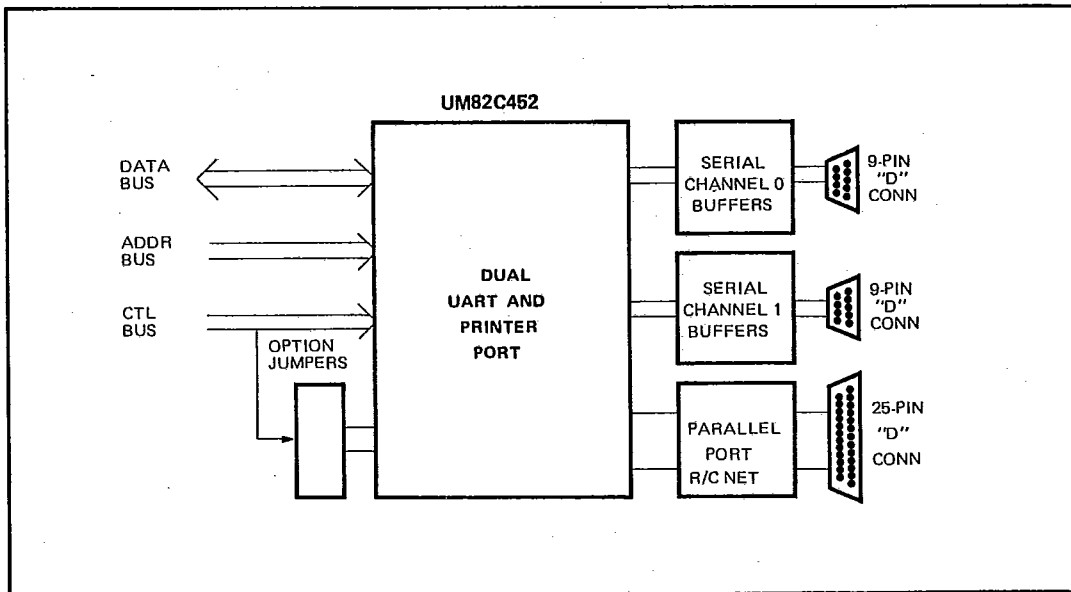 UM82C452
DATA
BUS
ADDR
BUS
CTL
BUS
OPTION
JUMPERS
DUAL
UART AND
PRINTER
PORT
SERIAL
CHANNEL 0
BUFFERS
9-PIN
"D"
CONN
SERIAL
CHANNEL 1
BUFFERS
9-PIN
"D"
CONN
PARALLEL
PORT
R/C NET
25-PIN
"D"
CONN